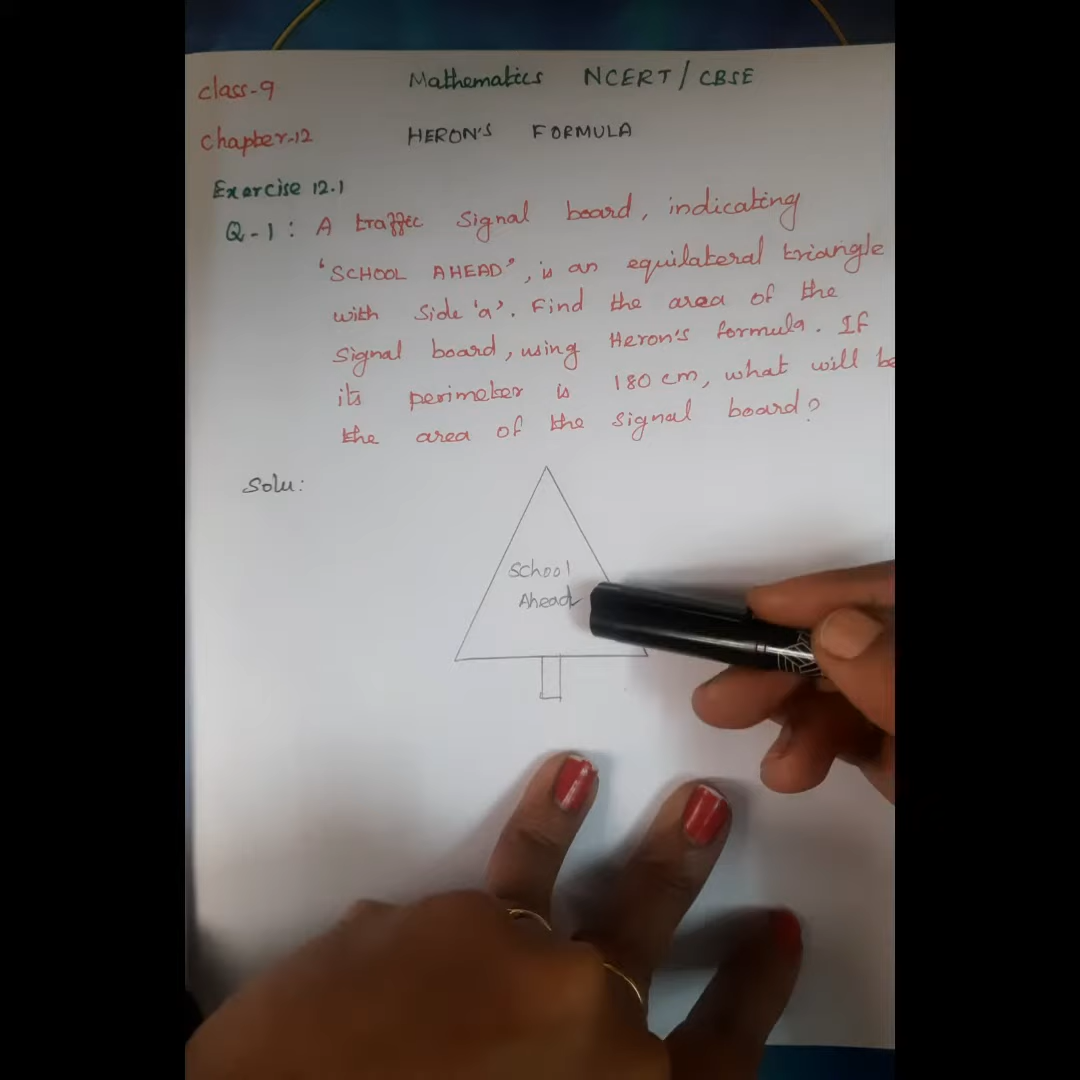 class-9 Mathematics NCERT / CBSE
Chapter-12 HERON'S FORMULA
Exercise 12.1
Q-1: A traffic signal board, indicating
'SCHOOL AHEAD', is an equilateral triangle
with side 'a'. Find the area of the
signal board, using Heron's formula. If
its perimeter is 180 cm, what will be
the area of the signal board?
Solu:
School
Ahead